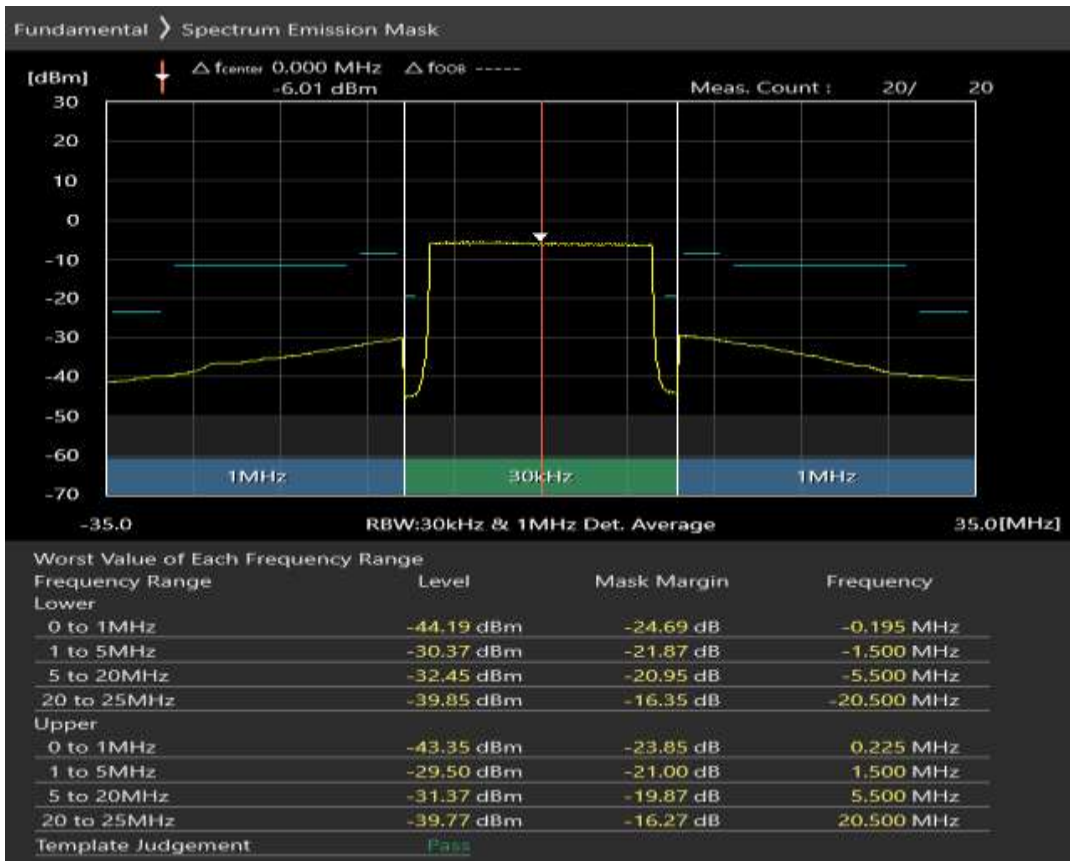 Fundamental 〉 Spectrum Emission Mask
△ fcenter 0.000 MHz △ fOOB -----
[dBm]
-6.01 dBm
Meas. Count : 20/ 20
30
20
10
0
-10
-20
-30
-40
-50
-60
-70
1MHz 30kHz 1MHz
-35.0 RBW:30kHz & 1MHz Det. Average 35.0[MHz]
Worst Value of Each Frequency Range
Frequency Range Level Mask Margin Frequency
Lower
0 to 1MHz -44.19 dBm -24.69 dB -0.195 MHz
1 to 5MHz -30.37 dBm -21.87 dB -1.500 MHz
5 to 20MHz -32.45 dBm -20.95 dB -5.500 MHz
20 to 25MHz -39.85 dBm -16.35 dB -20.500 MHz
Upper
0 to 1MHz -43.35 dBm -23.85 dB 0.225 MHz
1 to 5MHz -29.50 dBm -21.00 dB 1.500 MHz
5 to 20MHz -31.37 dBm -19.87 dB 5.500 MHz
20 to 25MHz -39.77 dBm -16.27 dB 20.500 MHz
Template Judgement Pass